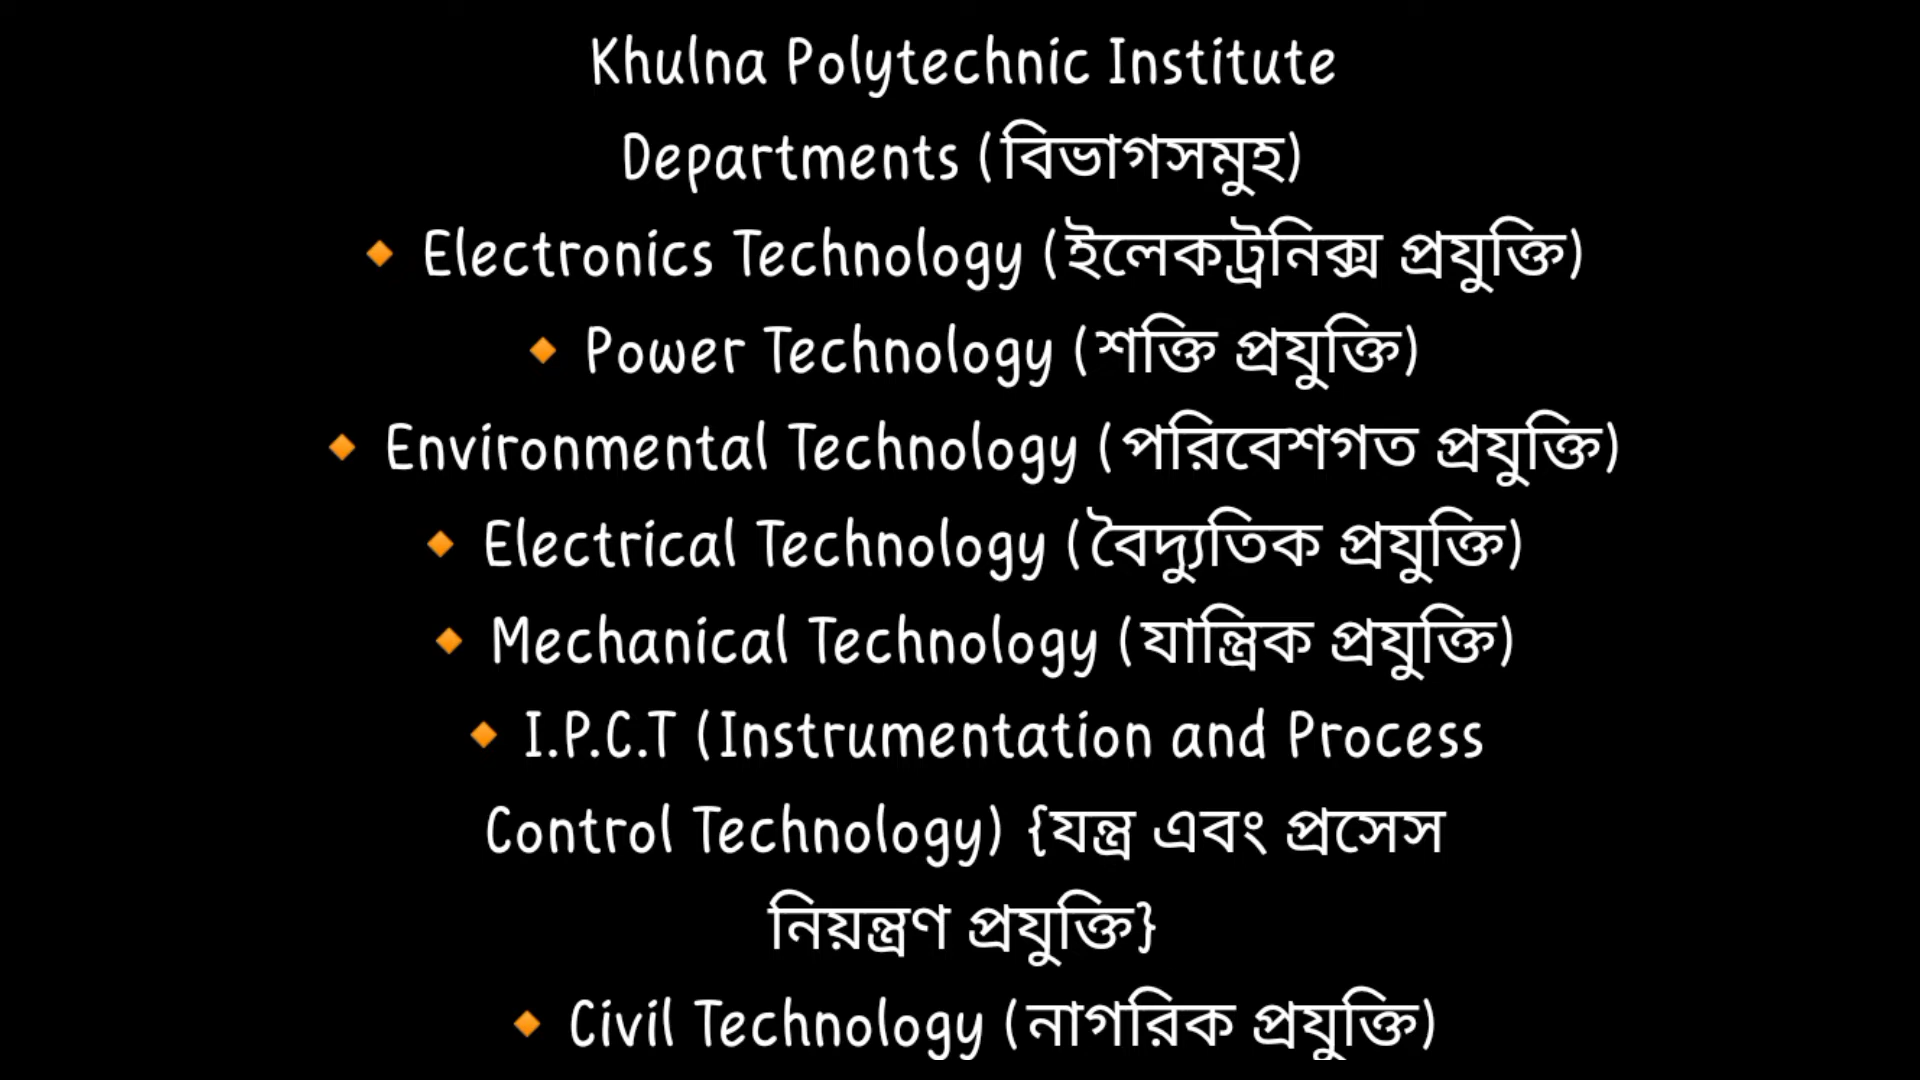 Khulna Polytechnic Institute
Departments (বিভাগসমুহ)
🔸 Electronics Technology (ইলেকট্রনিক্স প্রযুক্তি)
🔸 Power Technology (শক্তি প্রযুক্তি)
🔸 Environmental Technology (পরিবেশগত প্রযুক্তি)
🔸 Electrical Technology (বৈদ্যুতিক প্রযুক্তি)
🔸 Mechanical Technology (যান্ত্রিক প্রযুক্তি)
🔸 I.P.C.T (Instrumentation and Process
Control Technology) {যন্ত্র এবং প্রসেস
নিয়ন্ত্রণ প্রযুক্তি}
🔸 Civil Technology (নাগরিক প্রযুক্তি)